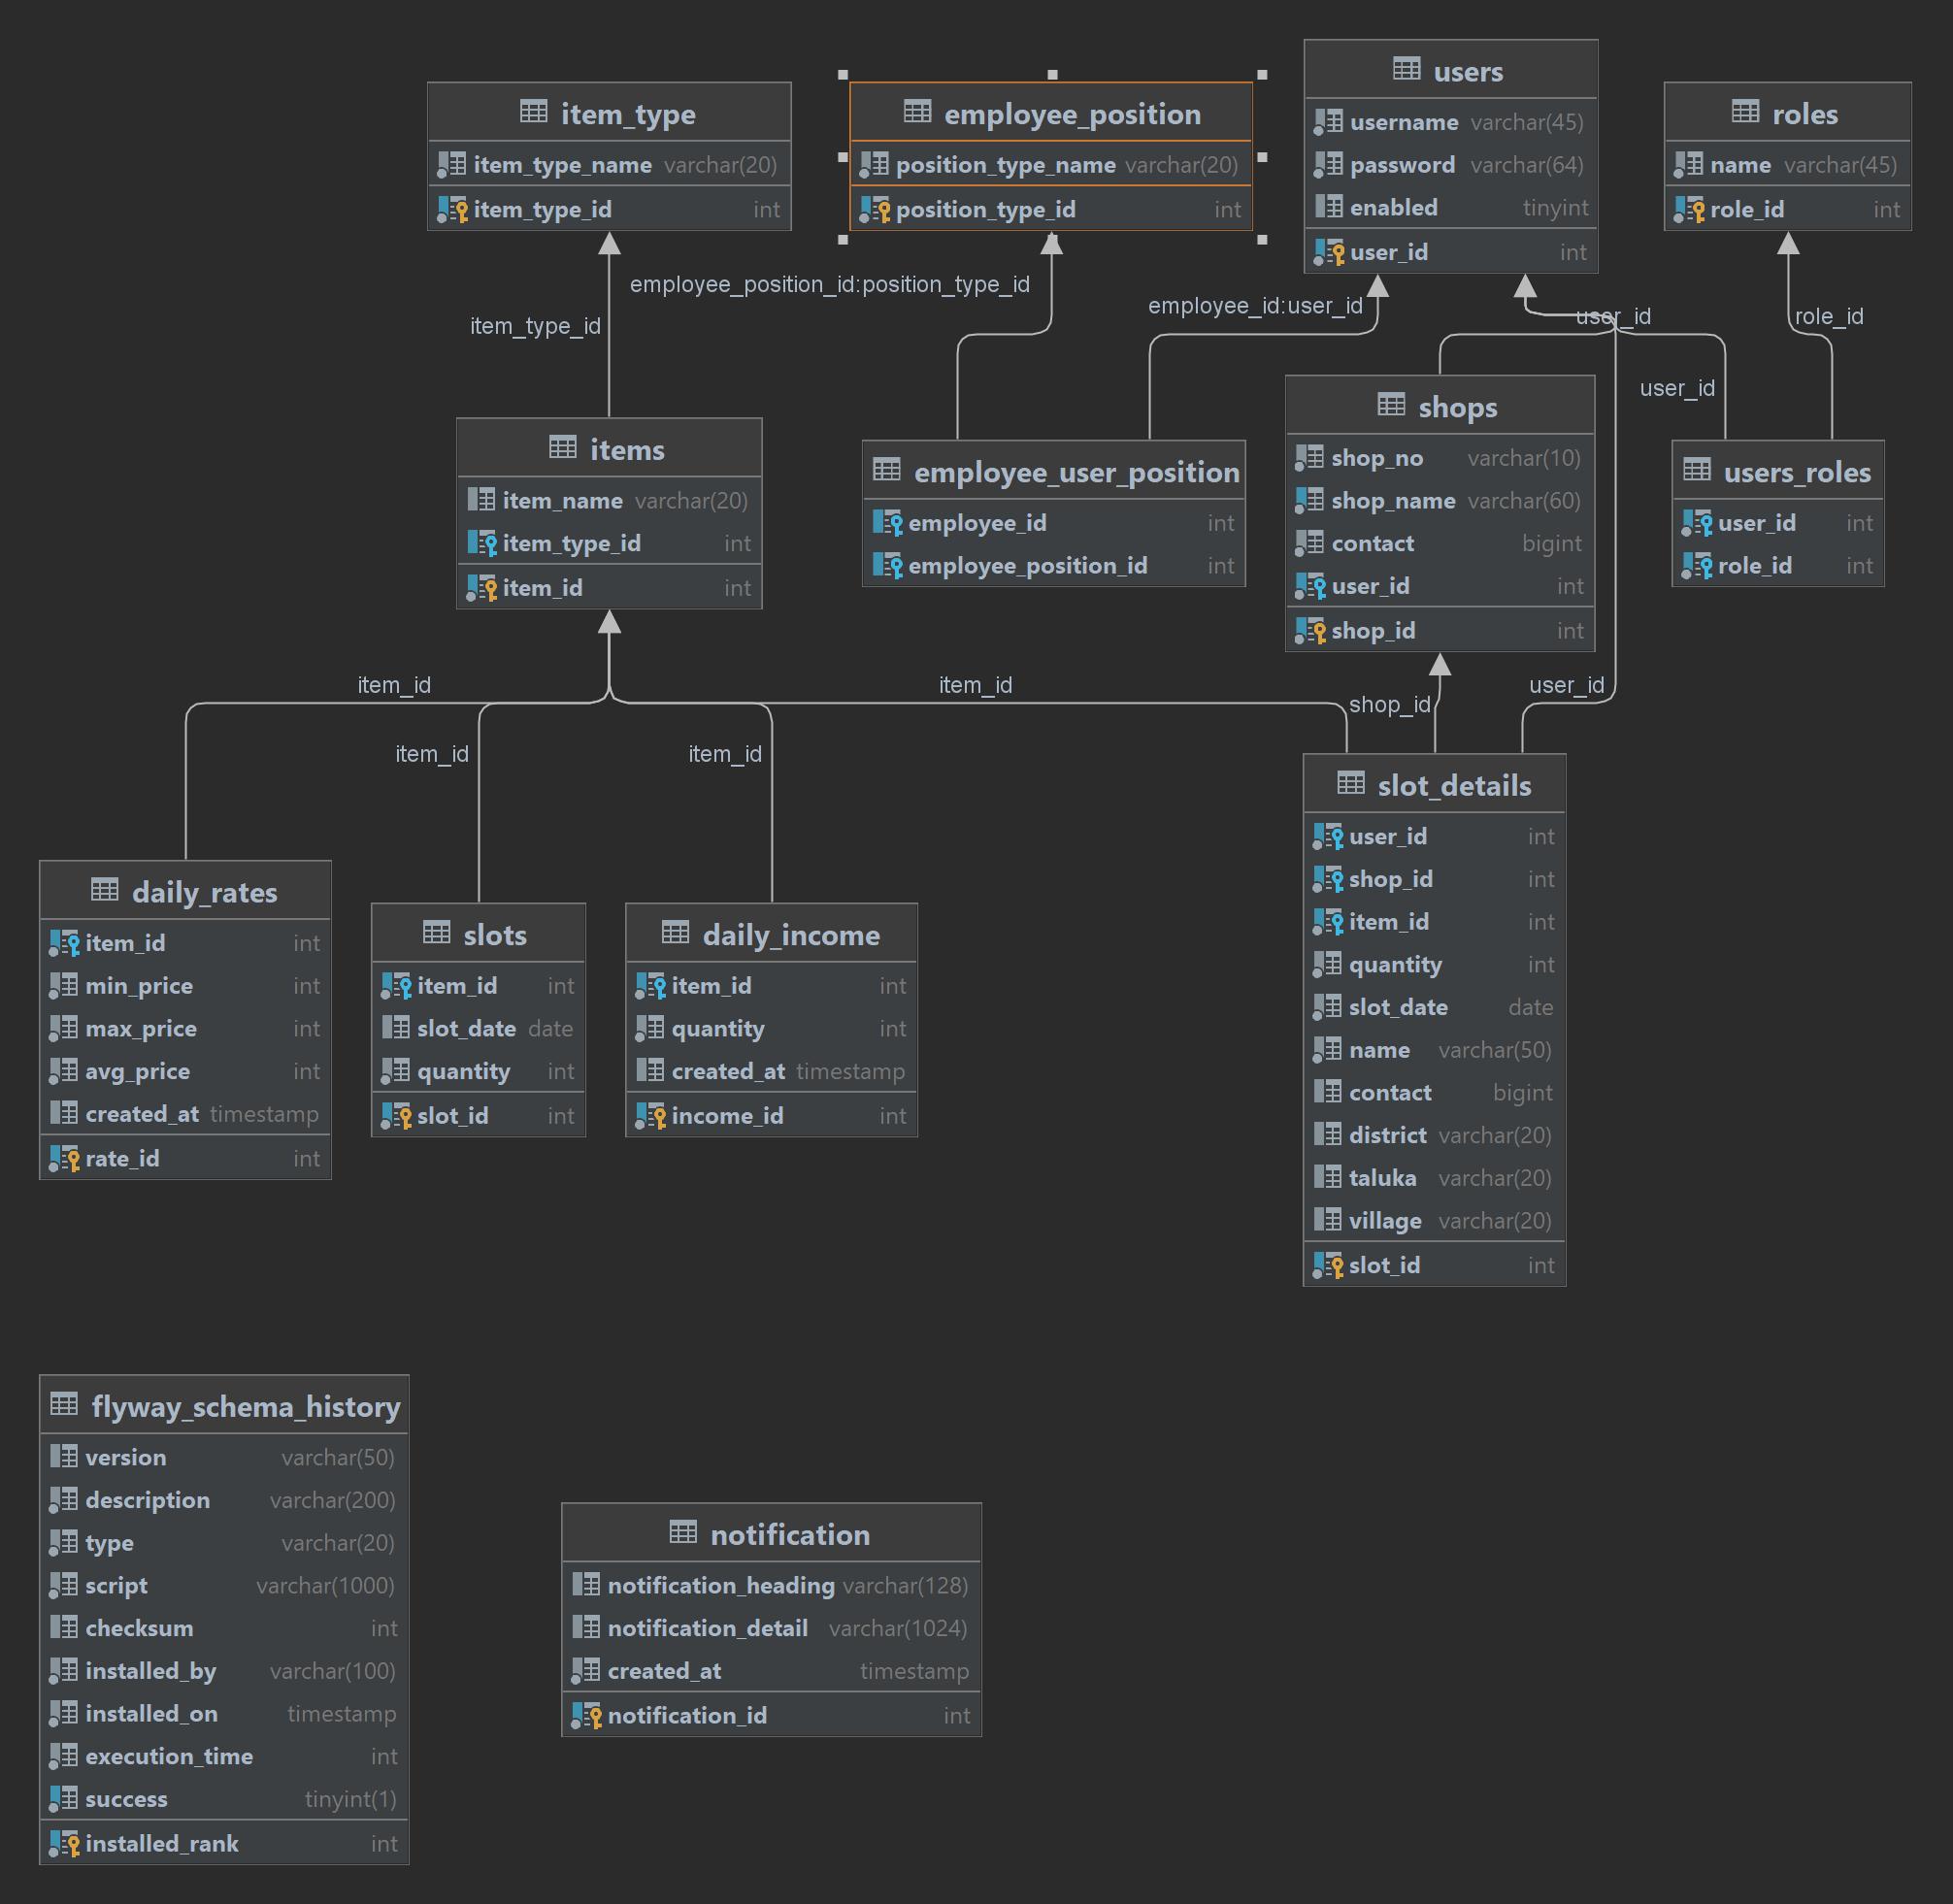 item_type
item_type_name varchar(20)
item_type_id int
employee_position
position_type_name varchar(20)
position_type_id int
users
username varchar(45)
password varchar(64)
enabled tinyint
user_id int
roles
name varchar(45)
role_id int
employee_position_id:position_type_id
item_type_id
employee_id:user_id
user_id
role_id
user_id
items
item_name varchar(20)
item_type_id int
item_id int
employee_user_position
employee_id int
employee_position_id int
shops
shop_no varchar(10)
shop_name varchar(60)
contact bigint
user_id int
shop_id int
users_roles
user_id int
role_id int
item_id
item_id
item_id
item_id
shop_id
user_id
daily_rates
item_id int
min_price int
max_price int
avg_price int
created_at timestamp
rate_id int
slots
item_id int
slot_date date
quantity int
slot_id int
daily_income
item_id int
quantity int
created_at timestamp
income_id int
slot_details
user_id int
shop_id int
item_id int
quantity int
slot_date date
name varchar(50)
contact bigint
district varchar(20)
taluka varchar(20)
village varchar(20)
slot_id int
flyway_schema_history
version varchar(50)
description varchar(200)
type varchar(20)
script varchar(1000)
checksum int
installed_by varchar(100)
installed_on timestamp
execution_time int
success tinyint(1)
installed_rank int
notification
notification_heading varchar(128)
notification_detail varchar(1024)
created_at timestamp
notification_id int